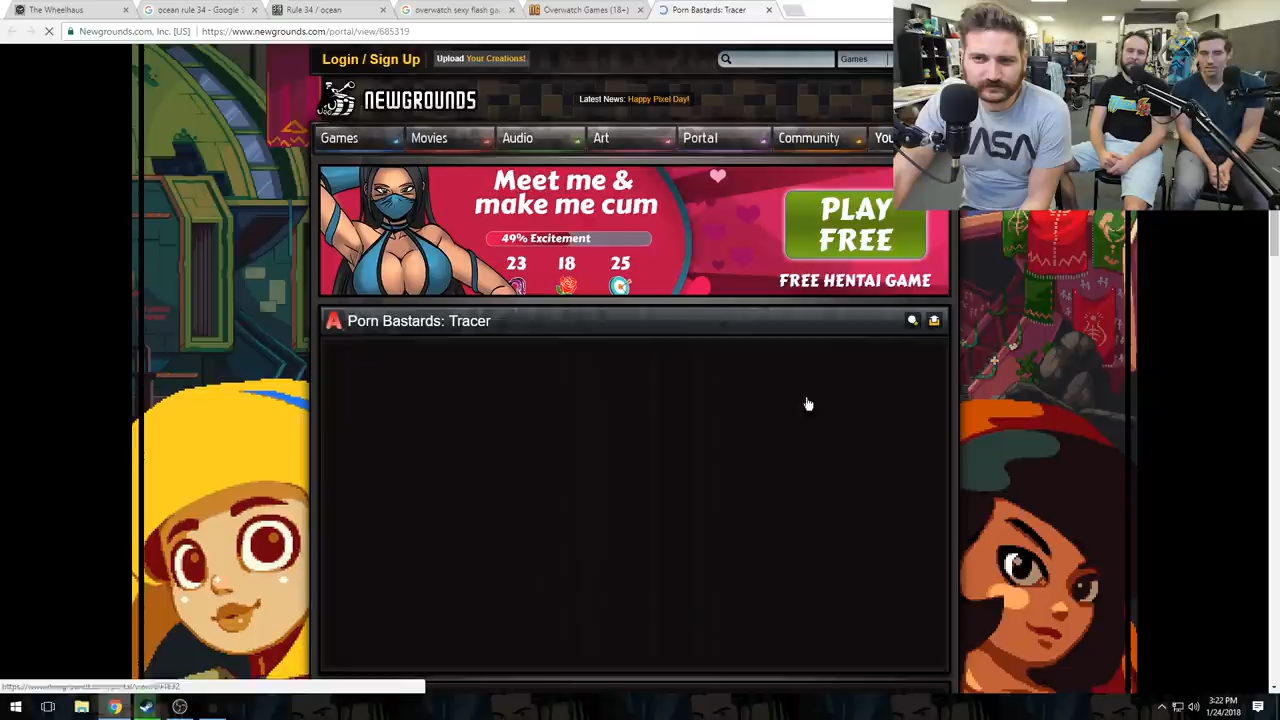 The Wheelhaus
ocean rule 34 - Google S
Rule 34 / ocean
overwatch sexy flash ga
Overwatch Games (18+)
Porn Bastards: Tracer
Newgrounds.com, Inc. [US] https://www.newgrounds.com/portal/view/685319
Login / Sign Up
Upload Your Creations!
Games
NEWGROUNDS
Latest News: Happy Pixel Day!
Games
Movies
Audio
Art
Portal
Community
You
Meet me &
make me cum
49% Excitement
23 18 25
PLAY
FREE
FREE HENTAI GAME
Porn Bastards: Tracer
3:22 PM
1/24/2018